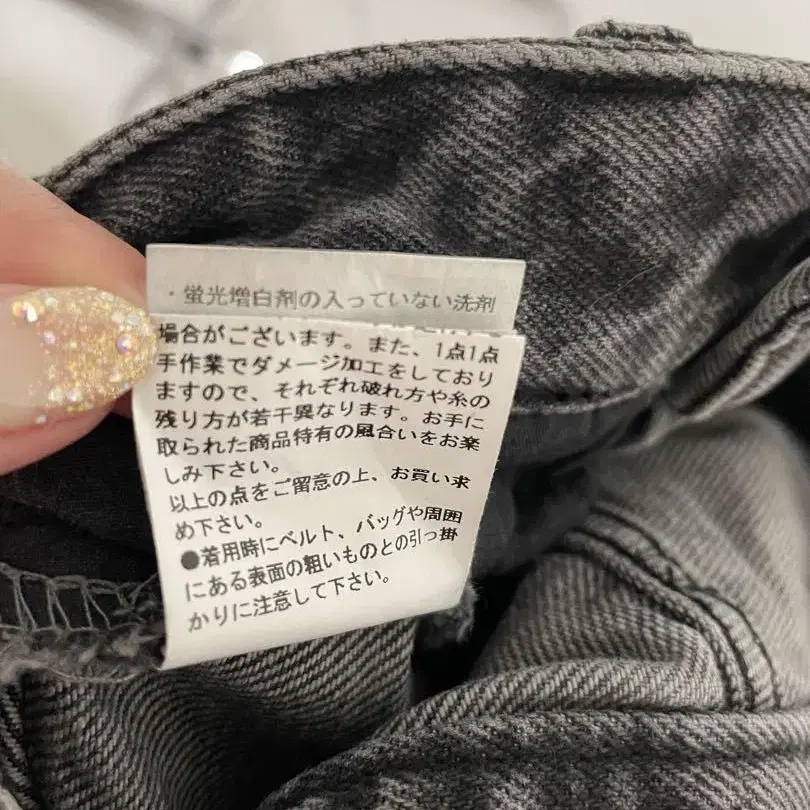 ・蛍光増白剤の入っていない洗剤
場合がございます。また、1点1点
手作業でダメージ加工をしており
ますので、それぞれ破れ方や糸の
残り方が若干異なります。お手に
取られた商品特有の風合いをお楽
しみ下さい。
以上の点をご留意の上、お買い求
め下さい。
●着用時にベルト、バッグや周囲
にある表面の粗いものとの引っ掛
かりに注意して下さい。